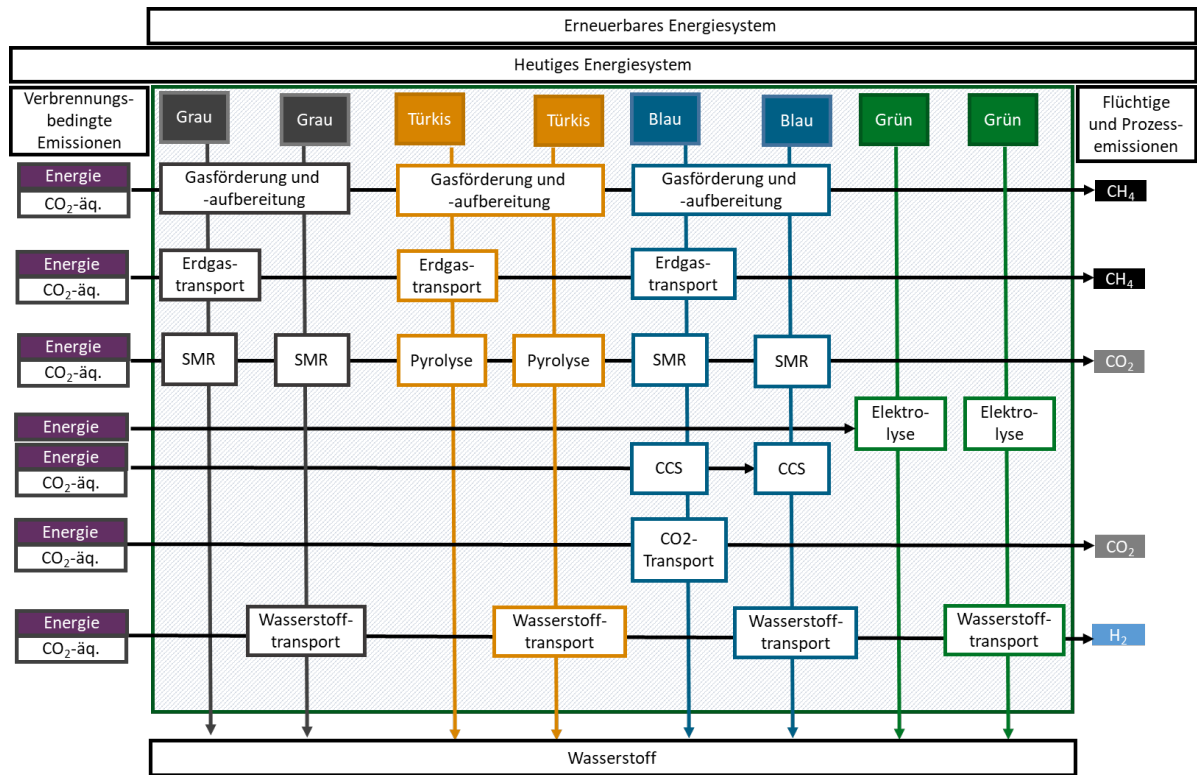 Erneuerbares Energiesystem
Heutiges Energiesystem
Verbrennungs-
bedingte
Emissionen
Grau
Grau
Türkis
Türkis
Blau
Blau
Grün
Grün
Flüchtige
und Prozess-
emissionen
Energie
CO₂-äq.
Gasförderung und
-aufbereitung
Gasförderung und
-aufbereitung
Gasförderung und
-aufbereitung
CH₄
Energie
CO₂-äq.
Erdgas-
transport
Erdgas-
transport
Erdgas-
transport
CH₄
Energie
CO₂-äq.
SMR
SMR
Pyrolyse
Pyrolyse
SMR
SMR
CO₂
Energie
Elektro-
lyse
Elektro-
lyse
Energie
CO₂-äq.
CCS
CCS
Energie
CO₂-äq.
CO2-
Transport
CO₂
Energie
CO₂-äq.
Wasserstoff-
transport
Wasserstoff-
transport
Wasserstoff-
transport
Wasserstoff-
transport
H₂
Wasserstoff